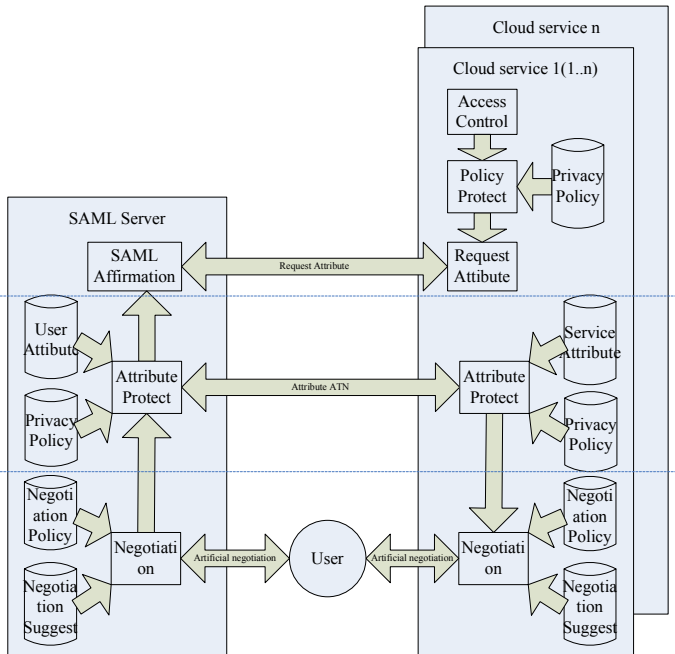 Cloud service n
Cloud service 1(1..n)
Access
Control
Policy
Protect
Privacy
Policy
SAML Server
SAML
Affirmation
Request Attribute
Request
Attibute
User
Attibute
Service
Attribute
Attribute
Protect
Attribute ATN
Attribute
Protect
Privacy
Policy
Privacy
Policy
Negoti
ation
Policy
Negoti
ation
Policy
Negotiati
on
Artificial negotiation
User
Artificial negotiation
Negotiati
on
Negotia
tion
Suggest
Negotia
tion
Suggest